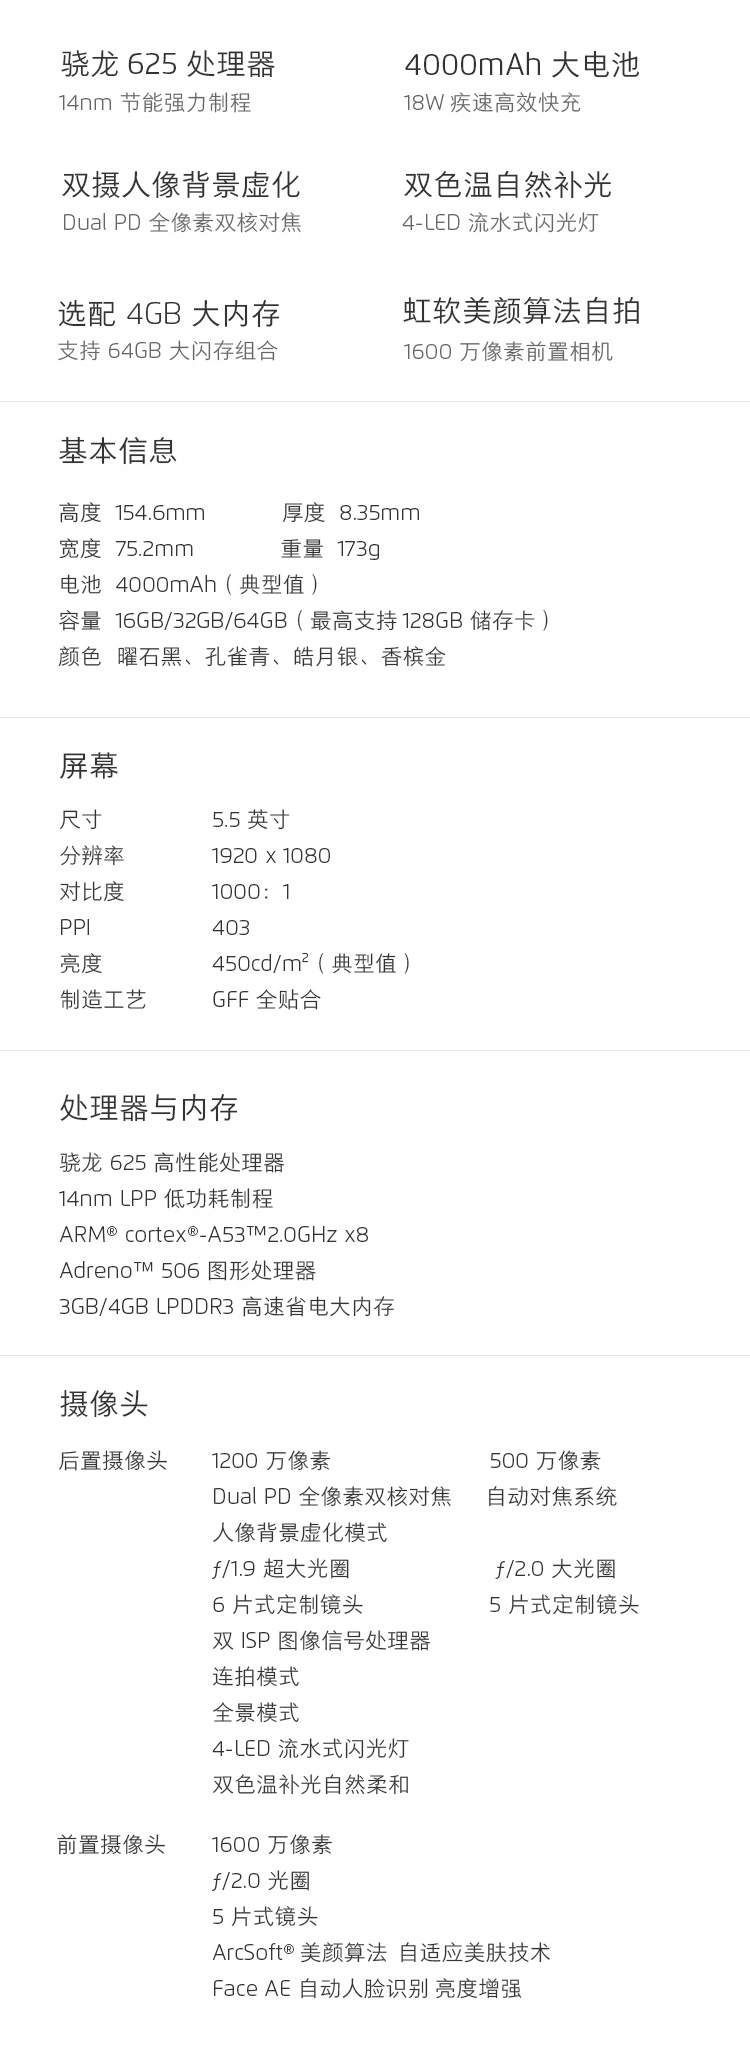 骁龙 625 处理器
14nm 节能强力制程
4000mAh 大电池
18W 疾速高效快充
双摄人像背景虚化
Dual PD 全像素双核对焦
双色温自然补光
4-LED 流水式闪光灯
选配 4GB 大内存
支持 64GB 大闪存组合
虹软美颜算法自拍
1600 万像素前置相机
基本信息
高度 154.6mm 厚度 8.35mm
宽度 75.2mm 重量 173g
电池 4000mAh（典型值）
容量 16GB/32GB/64GB（最高支持 128GB 储存卡）
颜色 曜石黑、孔雀青、皓月银、香槟金
屏幕
尺寸 5.5 英寸
分辨率 1920 x 1080
对比度 1000：1
PPI 403
亮度 450cd/m²（典型值）
制造工艺 GFF 全贴合
处理器与内存
骁龙 625 高性能处理器
14nm LPP 低功耗制程
ARM® cortex®-A53™2.0GHz x8
Adreno™ 506 图形处理器
3GB/4GB LPDDR3 高速省电大内存
摄像头
后置摄像头 1200 万像素 500 万像素
Dual PD 全像素双核对焦 自动对焦系统
人像背景虚化模式
ƒ/1.9 超大光圈 ƒ/2.0 大光圈
6 片式定制镜头 5 片式定制镜头
双 ISP 图像信号处理器
连拍模式
全景模式
4-LED 流水式闪光灯
双色温补光自然柔和
前置摄像头 1600 万像素
ƒ/2.0 光圈
5 片式镜头
ArcSoft® 美颜算法 自适应美肤技术
Face AE 自动人脸识别 亮度增强